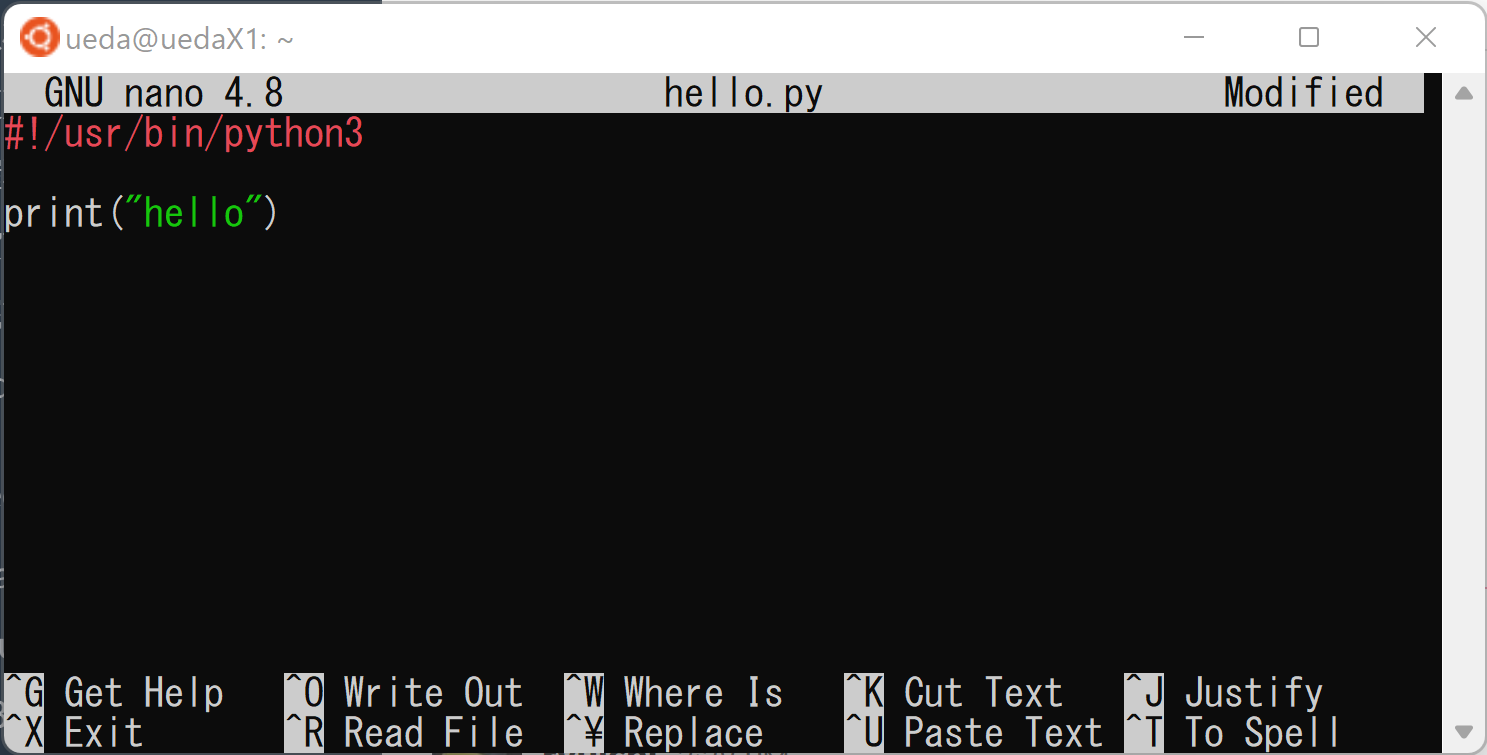 ueda@uedaX1: ~
GNU nano 4.8 hello.py Modified
#!/usr/bin/python3
print("hello")
^G Get Help ^O Write Out ^W Where Is ^K Cut Text ^J Justify
^X Exit ^R Read File ^¥ Replace ^U Paste Text ^T To Spell